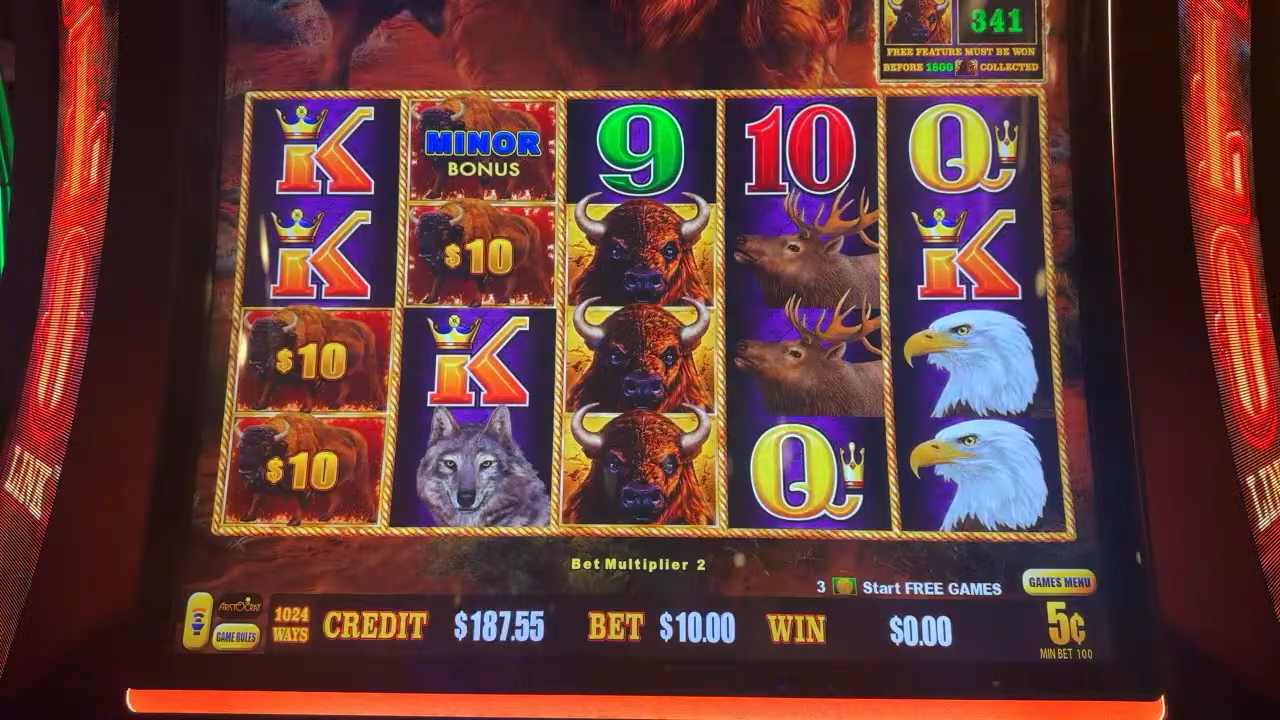 341
FREE FEATURE MUST BE WON
BEFORE 1800 COLLECTED
K MINOR BONUS 9 10 Q
K $10 K
$10 K
$10 Q
Bet Multiplier 2
3 Start FREE GAMES GAMES MENU
ARISTOCRAT
GAME RULES
1024 WAYS
CREDIT $187.55 BET $10.00 WIN $0.00
5¢
MIN BET 100